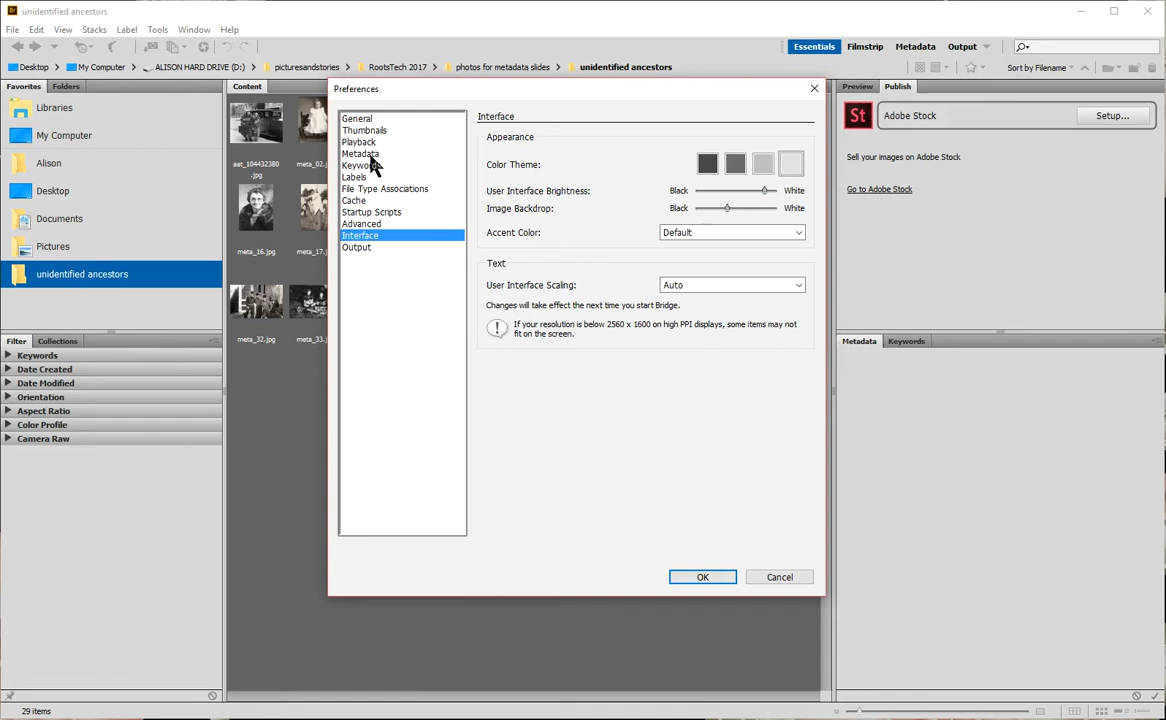 Br unidentified ancestors
File Edit View Stacks Label Tools Window Help
Essentials Filmstrip Metadata Output
Desktop > My Computer > ALISON HARD DRIVE (D:) > picturesandstories > RootsTech 2017 > photos for metadata slides > unidentified ancestors
Sort by Filename
Favorites Folders
Content
Preview Publish
Libraries
My Computer
Alison
Desktop
Documents
Pictures
unidentified ancestors
aat_104432380
.jpg
meta_02.j
meta_16.jpg
meta_17.j
meta_32.jpg
meta_33.j
Preferences
General
Thumbnails
Playback
Metadata
Keywo
Labels
File Type Associations
Cache
Startup Scripts
Advanced
Interface
Output
Interface
Appearance
Color Theme:
User Interface Brightness: Black White
Image Backdrop: Black White
Accent Color: Default
Text
User Interface Scaling: Auto
Changes will take effect the next time you start Bridge.
If your resolution is below 2560 x 1600 on high PPI displays, some items may not
fit on the screen.
OK Cancel
St Adobe Stock Setup...
Sell your images on Adobe Stock
Go to Adobe Stock
Filter Collections
Keywords
Date Created
Date Modified
Orientation
Aspect Ratio
Color Profile
Camera Raw
Metadata Keywords
29 items